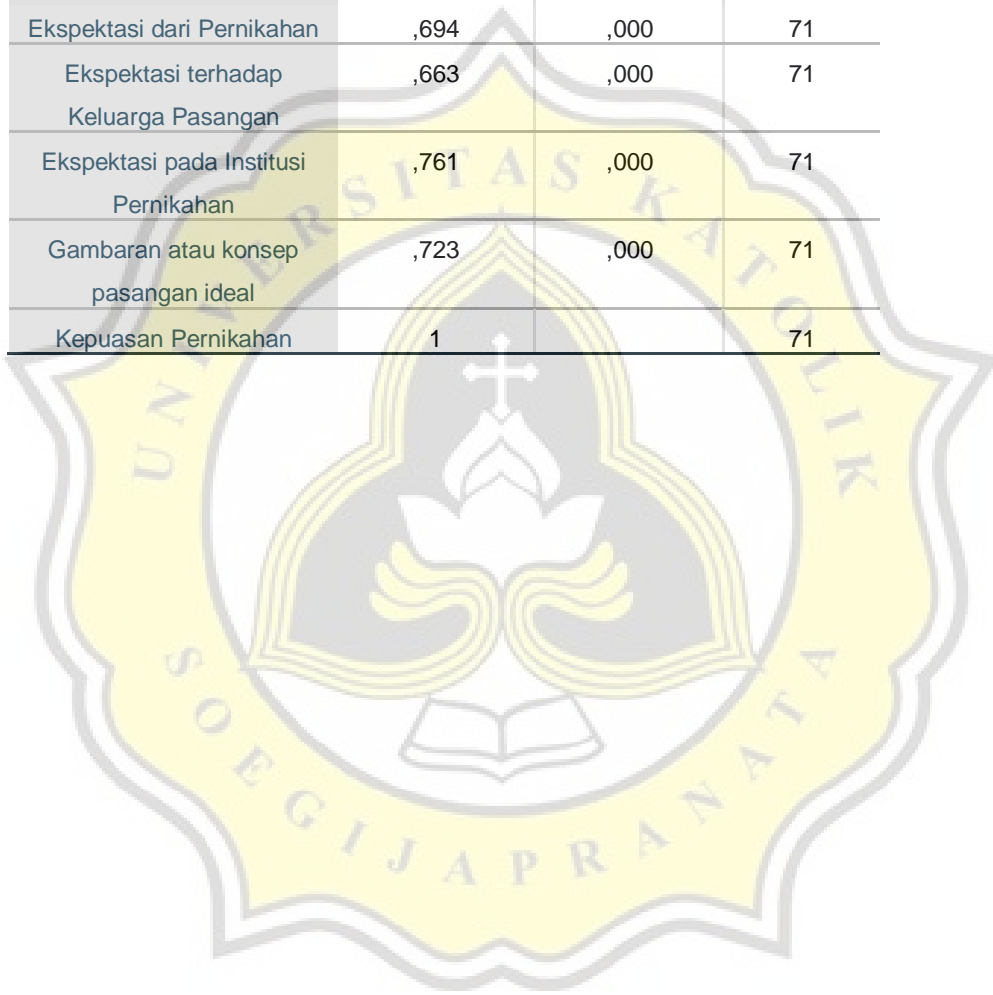 Ekspektasi dari Pernikahan ,694 ,000 71
Ekspektasi terhadap ,663 ,000 71
Keluarga Pasangan
Ekspektasi pada Institusi ,761 ,000 71
Pernikahan
Gambaran atau konsep ,723 ,000 71
pasangan ideal
Kepuasan Pernikahan 1 71
UNIVERSITAS KATOLIK
SOEGIJAPRANATA